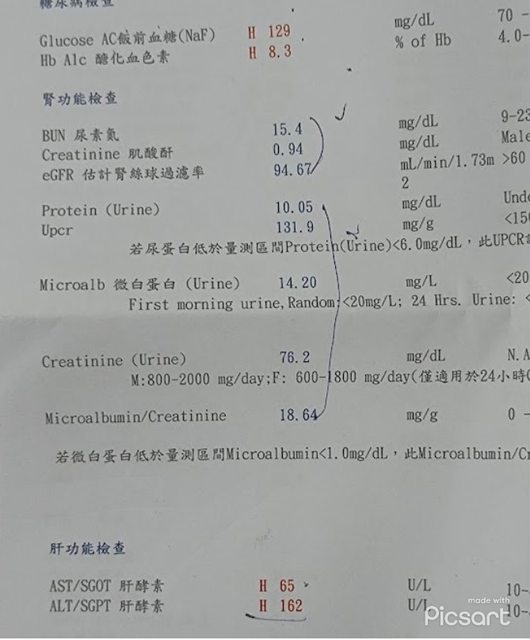 糖尿病檢查
Glucose AC飯前血糖(NaF) H 129 mg/dL 70 -
Hb A1c 醣化血色素 H 8.3 % of Hb 4.0-
腎功能檢查
BUN 尿素氮 15.4 mg/dL 9-23
Creatinine 肌酸酐 0.94 mg/dL Male
eGFR 估計腎絲球過濾率 94.67 mL/min/1.73m >60
2
Protein (Urine) 10.05 mg/dL Unde
Upcr 131.9 mg/g <150
若尿蛋白低於量測區間Protein(Urine)<6.0mg/dL，此UPCR
Microalb 微白蛋白 (Urine) 14.20 mg/L <20
First morning urine,Random:<20mg/L; 24 Hrs. Urine: <
Creatinine (Urine) 76.2 mg/dL N.A
M:800-2000 mg/day;F: 600-1800 mg/day(僅適用於24小時
Microalbumin/Creatinine 18.64 mg/g 0 -
若微白蛋白低於量測區間Microalbumin<1.0mg/dL，此Microalbumin/Cr
肝功能檢查
AST/SGOT 肝酵素 H 65 U/L 10-
ALT/SGPT 肝酵素 H 162 U/L 10-
made with
Picsart